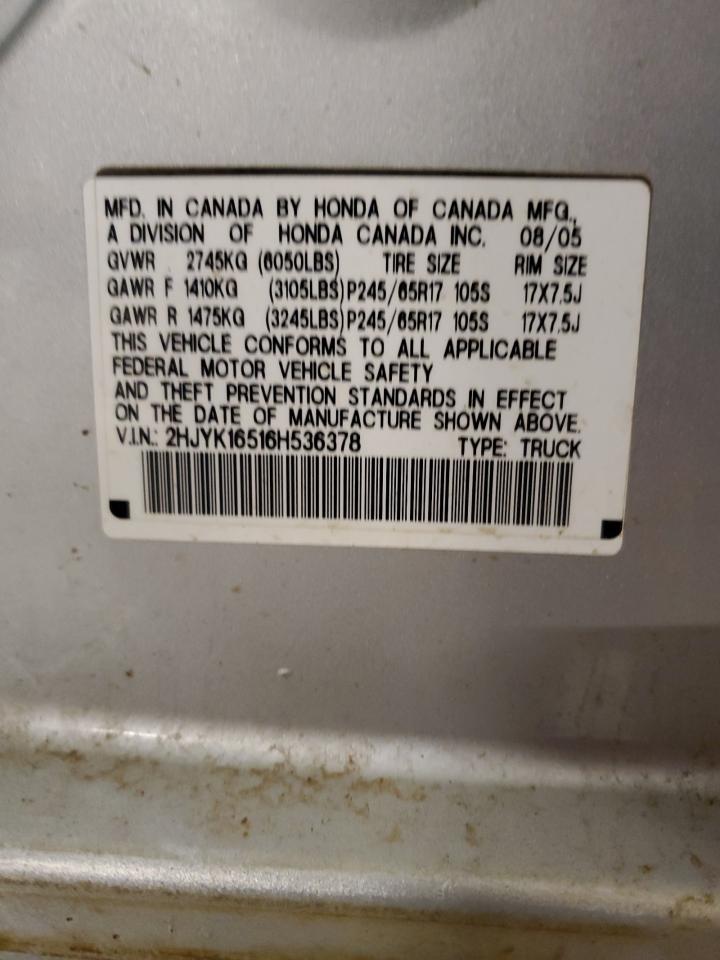 MFD. IN CANADA BY HONDA OF CANADA MFG.,
A DIVISION OF HONDA CANADA INC. 08/05
GVWR 2745KG (6050LBS) TIRE SIZE RIM SIZE
GAWR F 1410KG (3105LBS) P245/65R17 105S 17X7.5J
GAWR R 1475KG (3245LBS) P245/65R17 105S 17X7.5J
THIS VEHICLE CONFORMS TO ALL APPLICABLE
FEDERAL MOTOR VEHICLE SAFETY
AND THEFT PREVENTION STANDARDS IN EFFECT
ON THE DATE OF MANUFACTURE SHOWN ABOVE.
V.I.N.: 2HJYK16516H536378 TYPE: TRUCK